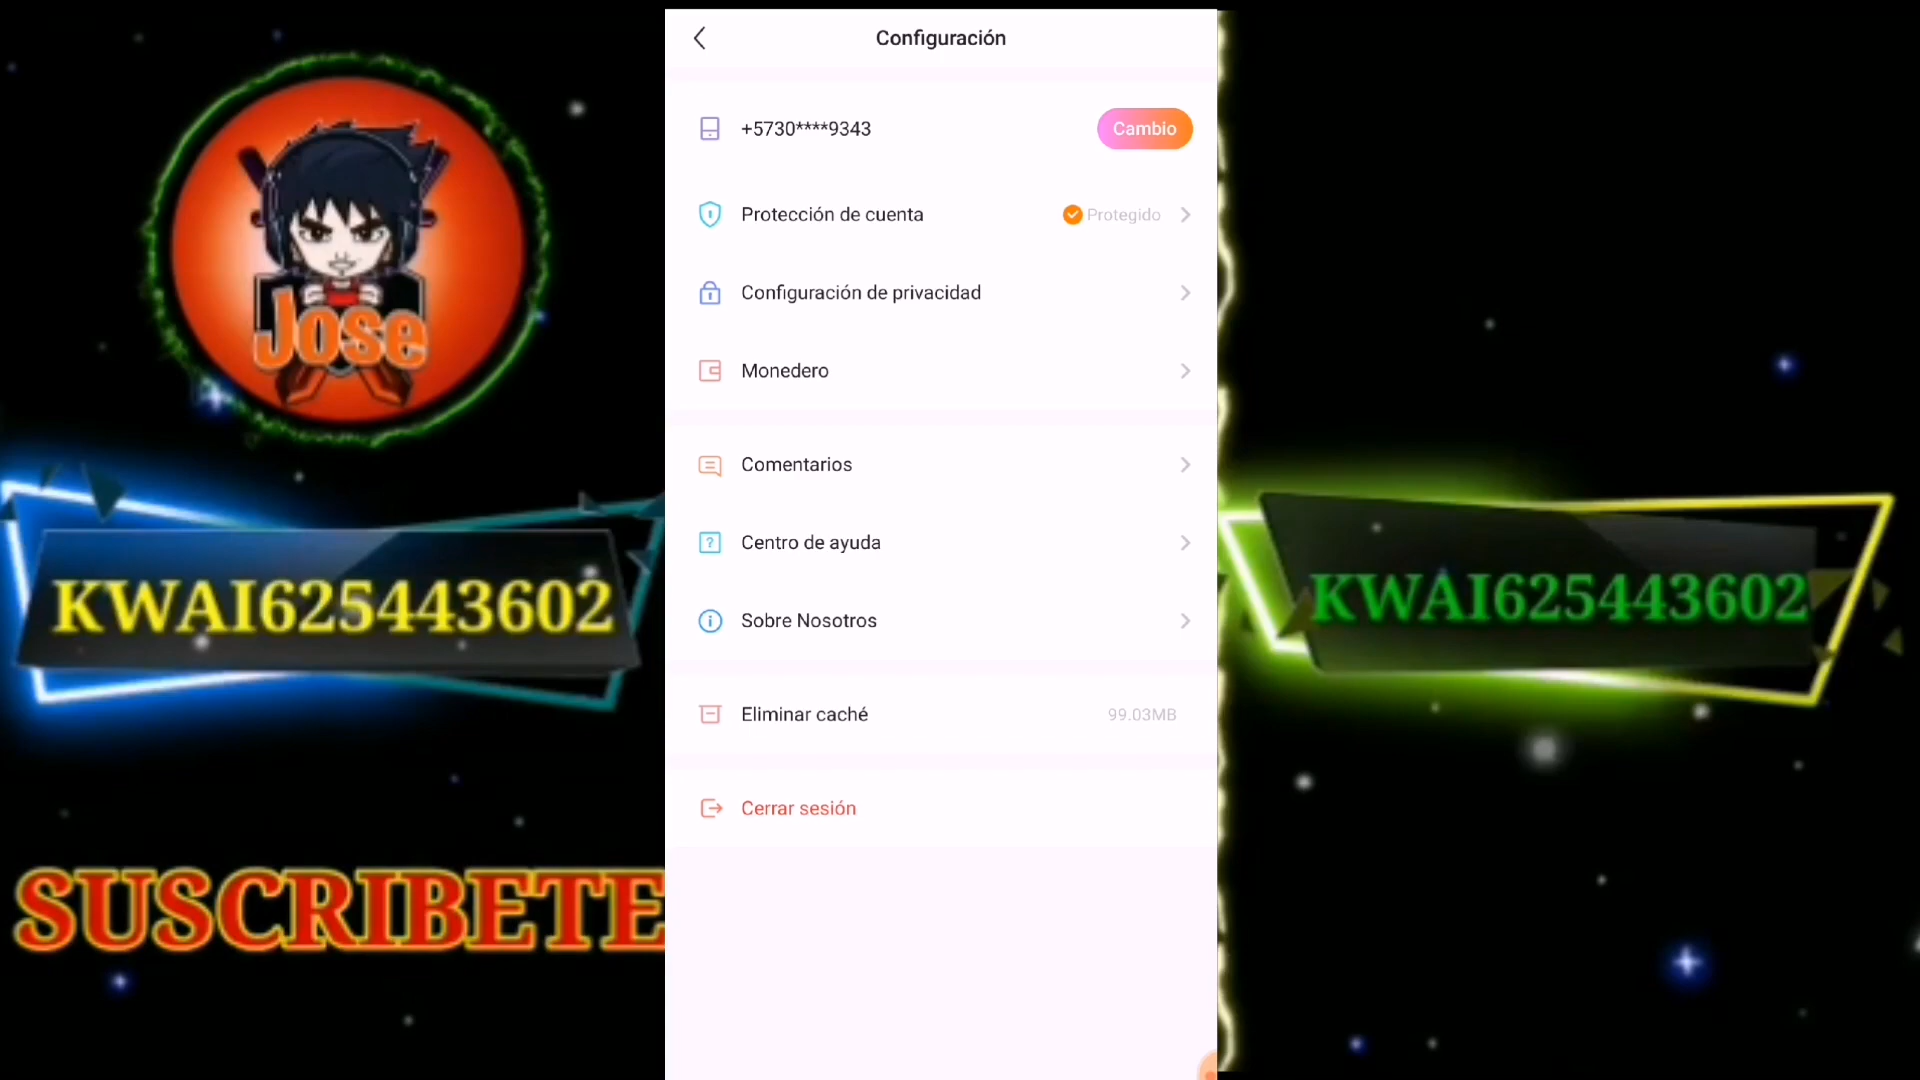 Configuración
+5730****9343
Cambio
Protección de cuenta
Protegido
Configuración de privacidad
Monedero
Comentarios
Centro de ayuda
Sobre Nosotros
Eliminar caché
99.03MB
Cerrar sesión
Jose
KWAI625443602
SUSCRIBETE
KWAI625443602